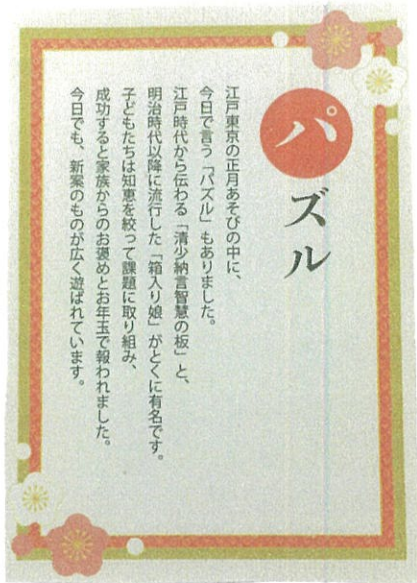 パズル
江戸東京の正月あそびの中に、
今日で言う「パズル」もありました。
江戸時代から伝わる「清少納言智慧の板」と、
明治時代以降に流行した「箱入り娘」がとくに有名です。
子どもたちは知恵を絞って課題に取り組み、
成功すると家族からのお褒めとお年玉で報われました。
今日でも、新案のものが広く遊ばれています。